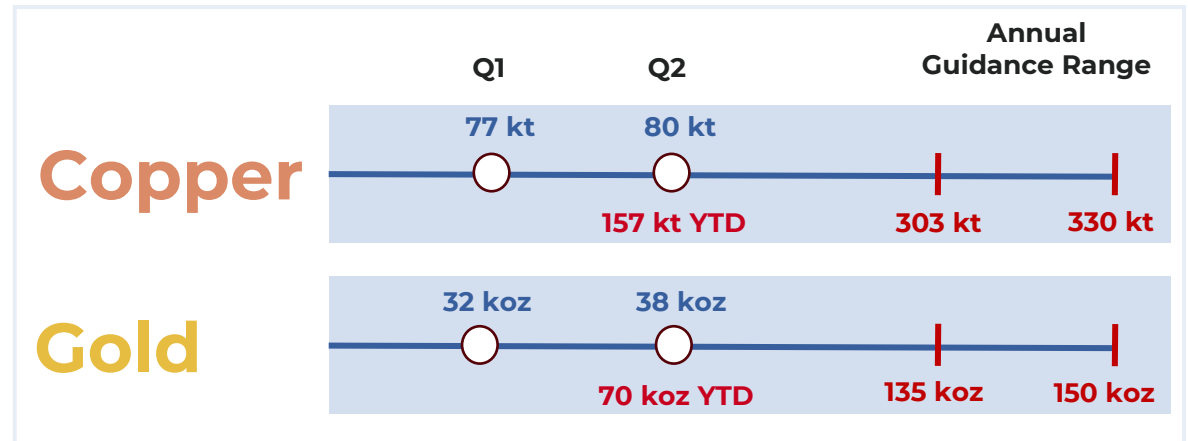 Annual
Q1 Q2 Guidance Range
77 kt 80 kt
Copper
157 kt YTD 303 kt 330 kt
32 koz 38 koz
Gold
70 koz YTD 135 koz 150 koz